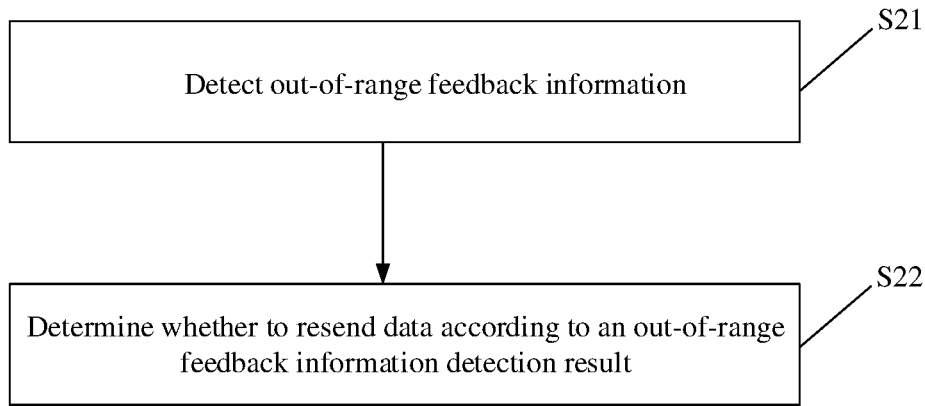 S21
Detect out-of-range feedback information
S22
Determine whether to resend data according to an out-of-range
feedback information detection result